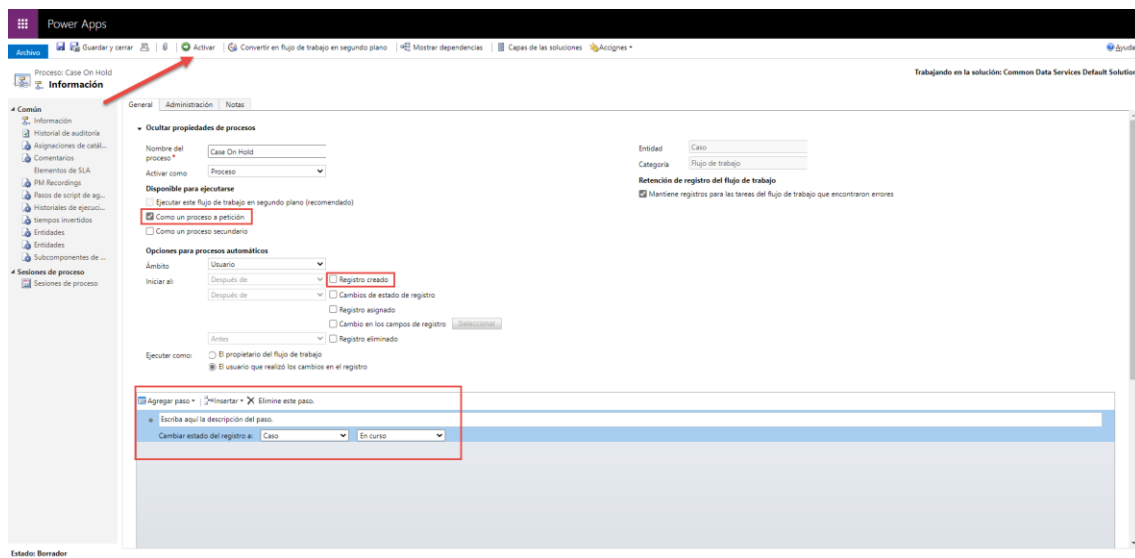 Power Apps
Archivo Guardar y cerrar Activar Convertir en flujo de trabajo en segundo plano Mostrar dependencias Capas de las soluciones Acciones Ayuda
Proceso: Case On Hold
Información
Trabajando en la solución: Common Data Services Default Solution
Común
Información
Historial de auditoría
Asignaciones de catál...
Comentarios
Elementos de SLA
PM Recordings
Pasos de script de ag...
Historiales de ejecuci...
tiempos invertidos
Entidades
Entidades
Subcomponentes de ...
Sesiones de proceso
Sesiones de proceso
General Administración Notas
Ocultar propiedades de procesos
Nombre del proceso * Case On Hold
Activar como Proceso
Disponible para ejecutarse
Ejecutar este flujo de trabajo en segundo plano (recomendado)
Como un proceso a petición
Como un proceso secundario
Entidad Caso
Categoría Flujo de trabajo
Retención de registro del flujo de trabajo
Mantiene registros para las tareas del flujo de trabajo que encontraron errores
Opciones para procesos automáticos
Ámbito Usuario
Iniciar al: Después de Registro creado
Después de Cambios de estado de registro
Registro asignado
Cambio en los campos de registro Seleccionar
Antes Registro eliminado
Ejecutar como: El propietario del flujo de trabajo
El usuario que realizó los cambios en el registro
Agregar paso Insertar Elimine este paso.
Escriba aquí la descripción del paso.
Cambiar estado del registro a: Caso En curso
Estado: Borrador